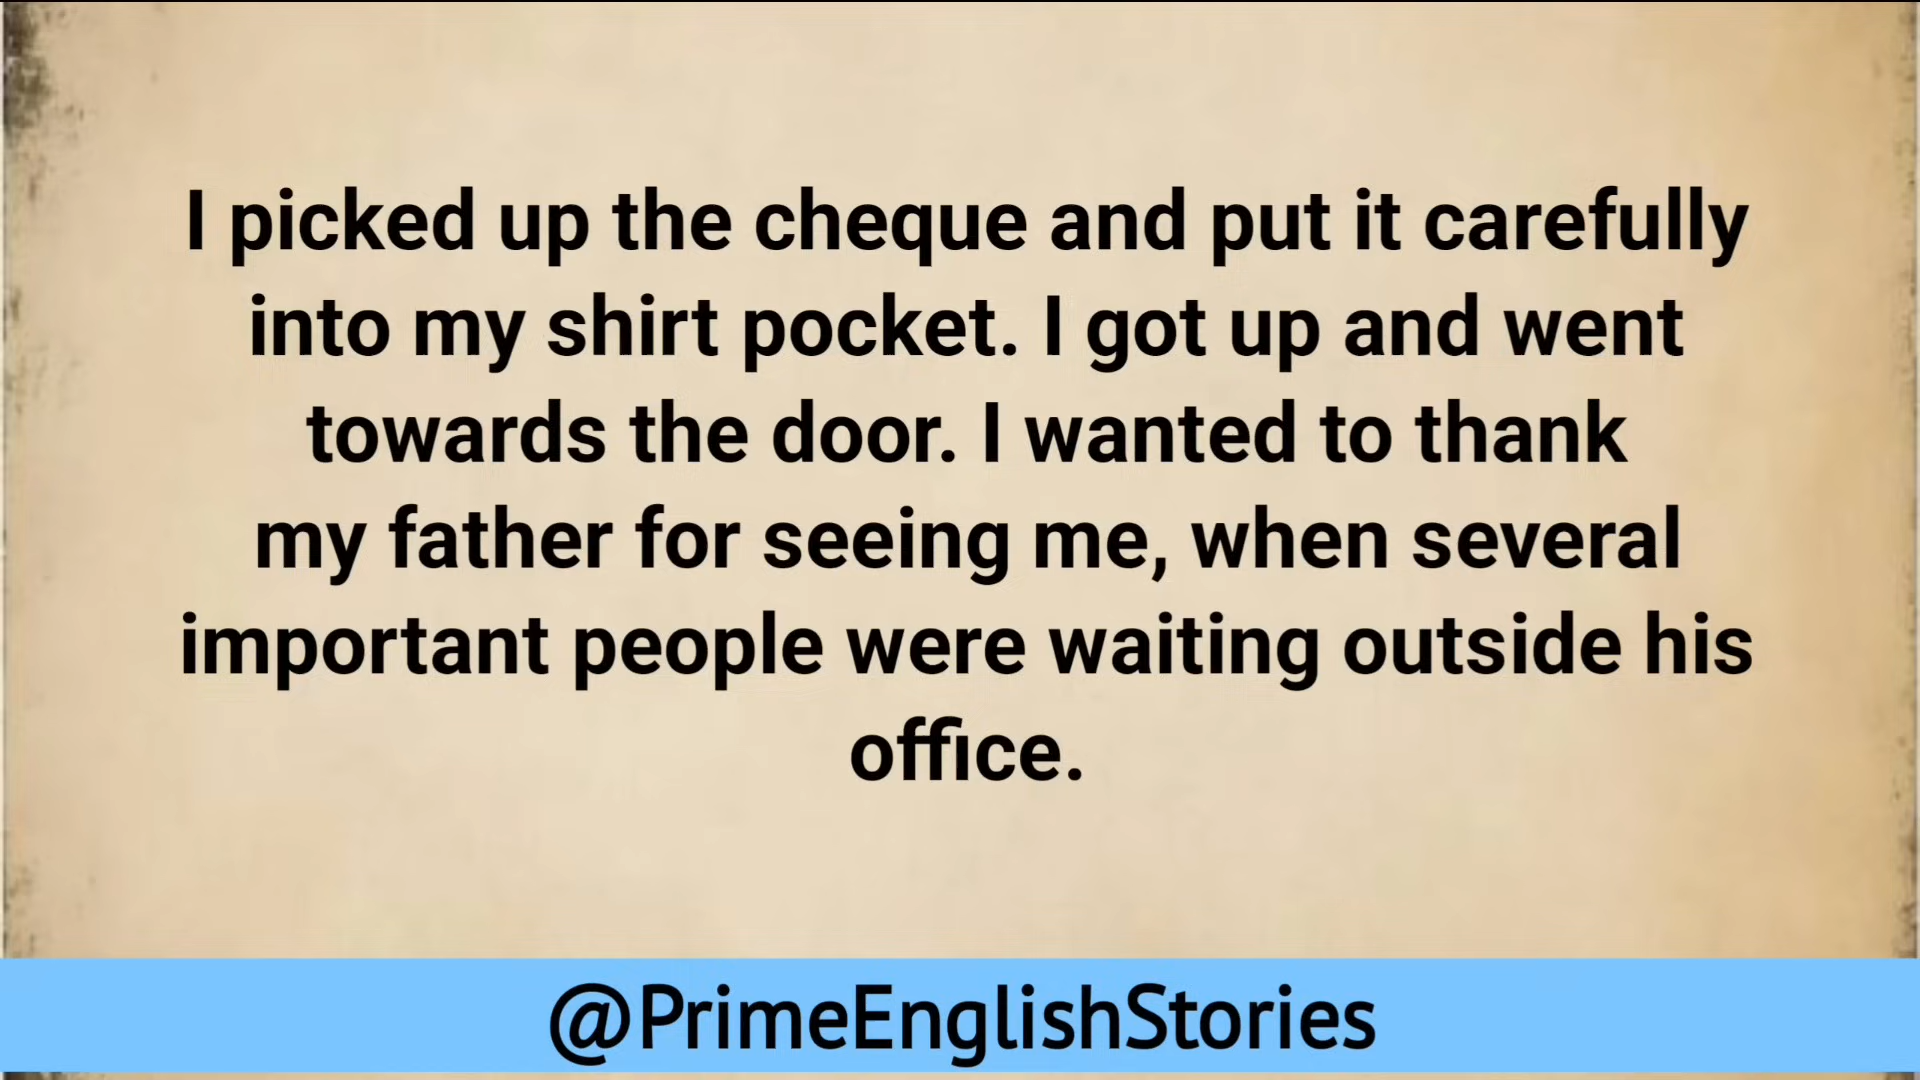 I picked up the cheque and put it carefully
into my shirt pocket. I got up and went
towards the door. I wanted to thank
my father for seeing me, when several
important people were waiting outside his
office.
@PrimeEnglishStories